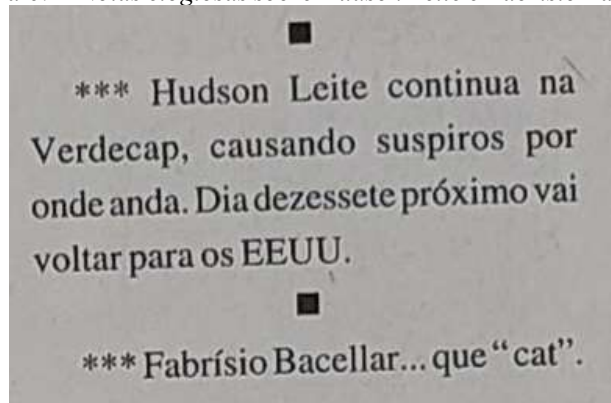 *** Hudson Leite continua na
Verdecap, causando suspiros por
onde anda. Dia dezessete próximo vai
voltar para os EEUU.
*** Fabrísio Bacellar... que “cat”.